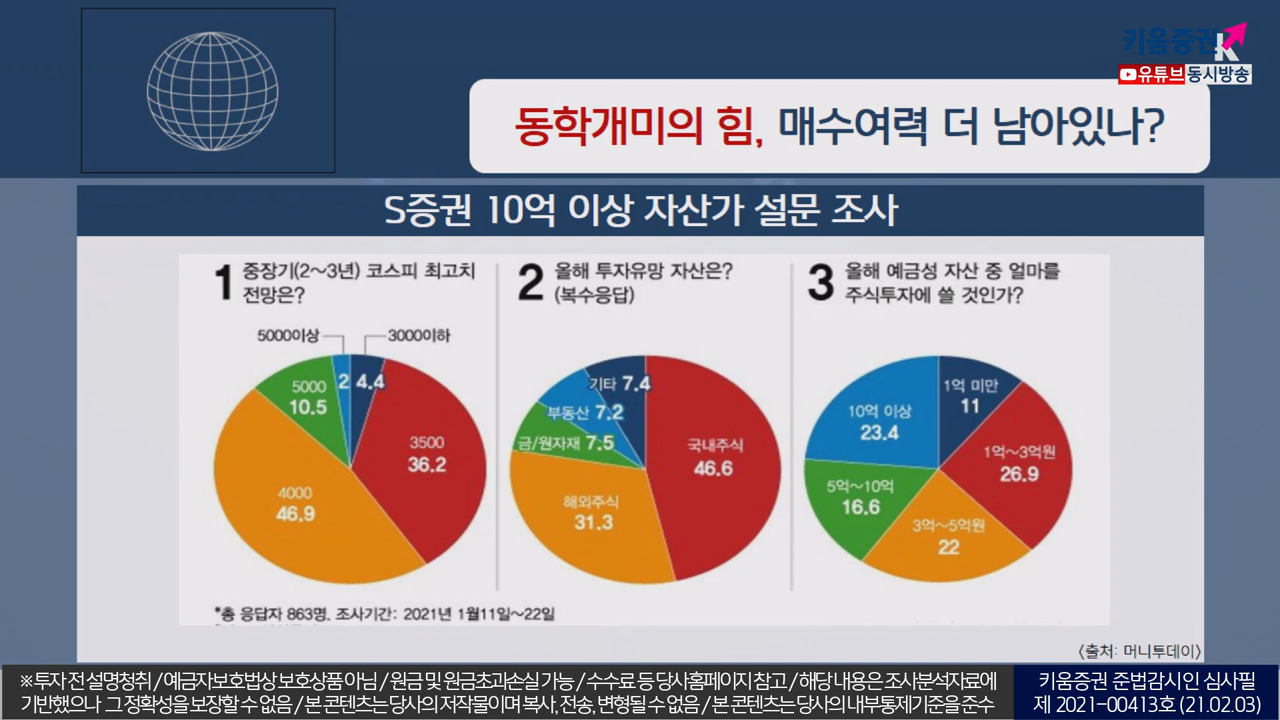 키움증권
유튜브동시방송
동학개미의 힘, 매수여력 더 남아있나?
S증권 10억 이상 자산가 설문 조사
1 중장기(2~3년) 코스피 최고치
전망은?
5000이상
3000이하
2
4.4
5000
10.5
3500
36.2
4000
46.9
2 올해 투자유망 자산은?
(복수응답)
기타 7.4
부동산 7.2
금/원자재 7.5
국내주식
46.6
해외주식
31.3
3 올해 예금성 자산 중 얼마를
주식투자에 쓸 것인가?
1억 미만
11
10억 이상
23.4
1억~3억원
26.9
5억~10억
16.6
3억~5억원
22
*총 응답자 863명. 조사기간: 2021년 1월11일~22일
<출처: 머니투데이>
※ 투자 전 설명청취 / 예금자보호법상 보호상품 아님 / 원금 및 원금초과손실 가능 / 수수료 등 당사홈페이지 참고 / 해당 내용은 조사분석자료에
기반했으나 그 정확성을 보장할 수 없음 / 본 콘텐츠는 당사의 저작물이며 복사, 전송, 변형될 수 없음 / 본 콘텐츠는 당사의 내부통제기준을 준수
키움증권 준법감시인 심사필
제 2021-00413호 (21.02.03)